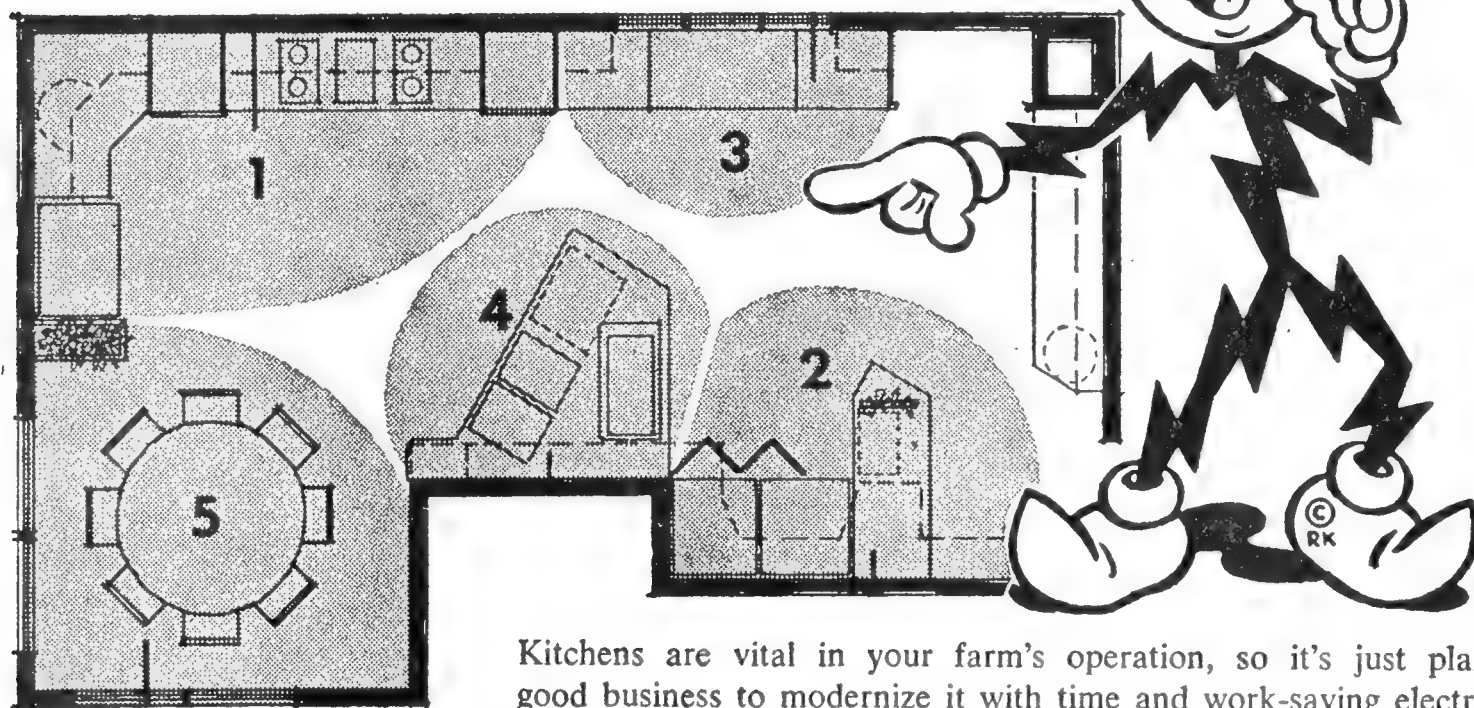 1
3
4
2
5
©
RK
Kitchens are vital in your farm's operation, so it's just
good business to modernize it with time and work-saving